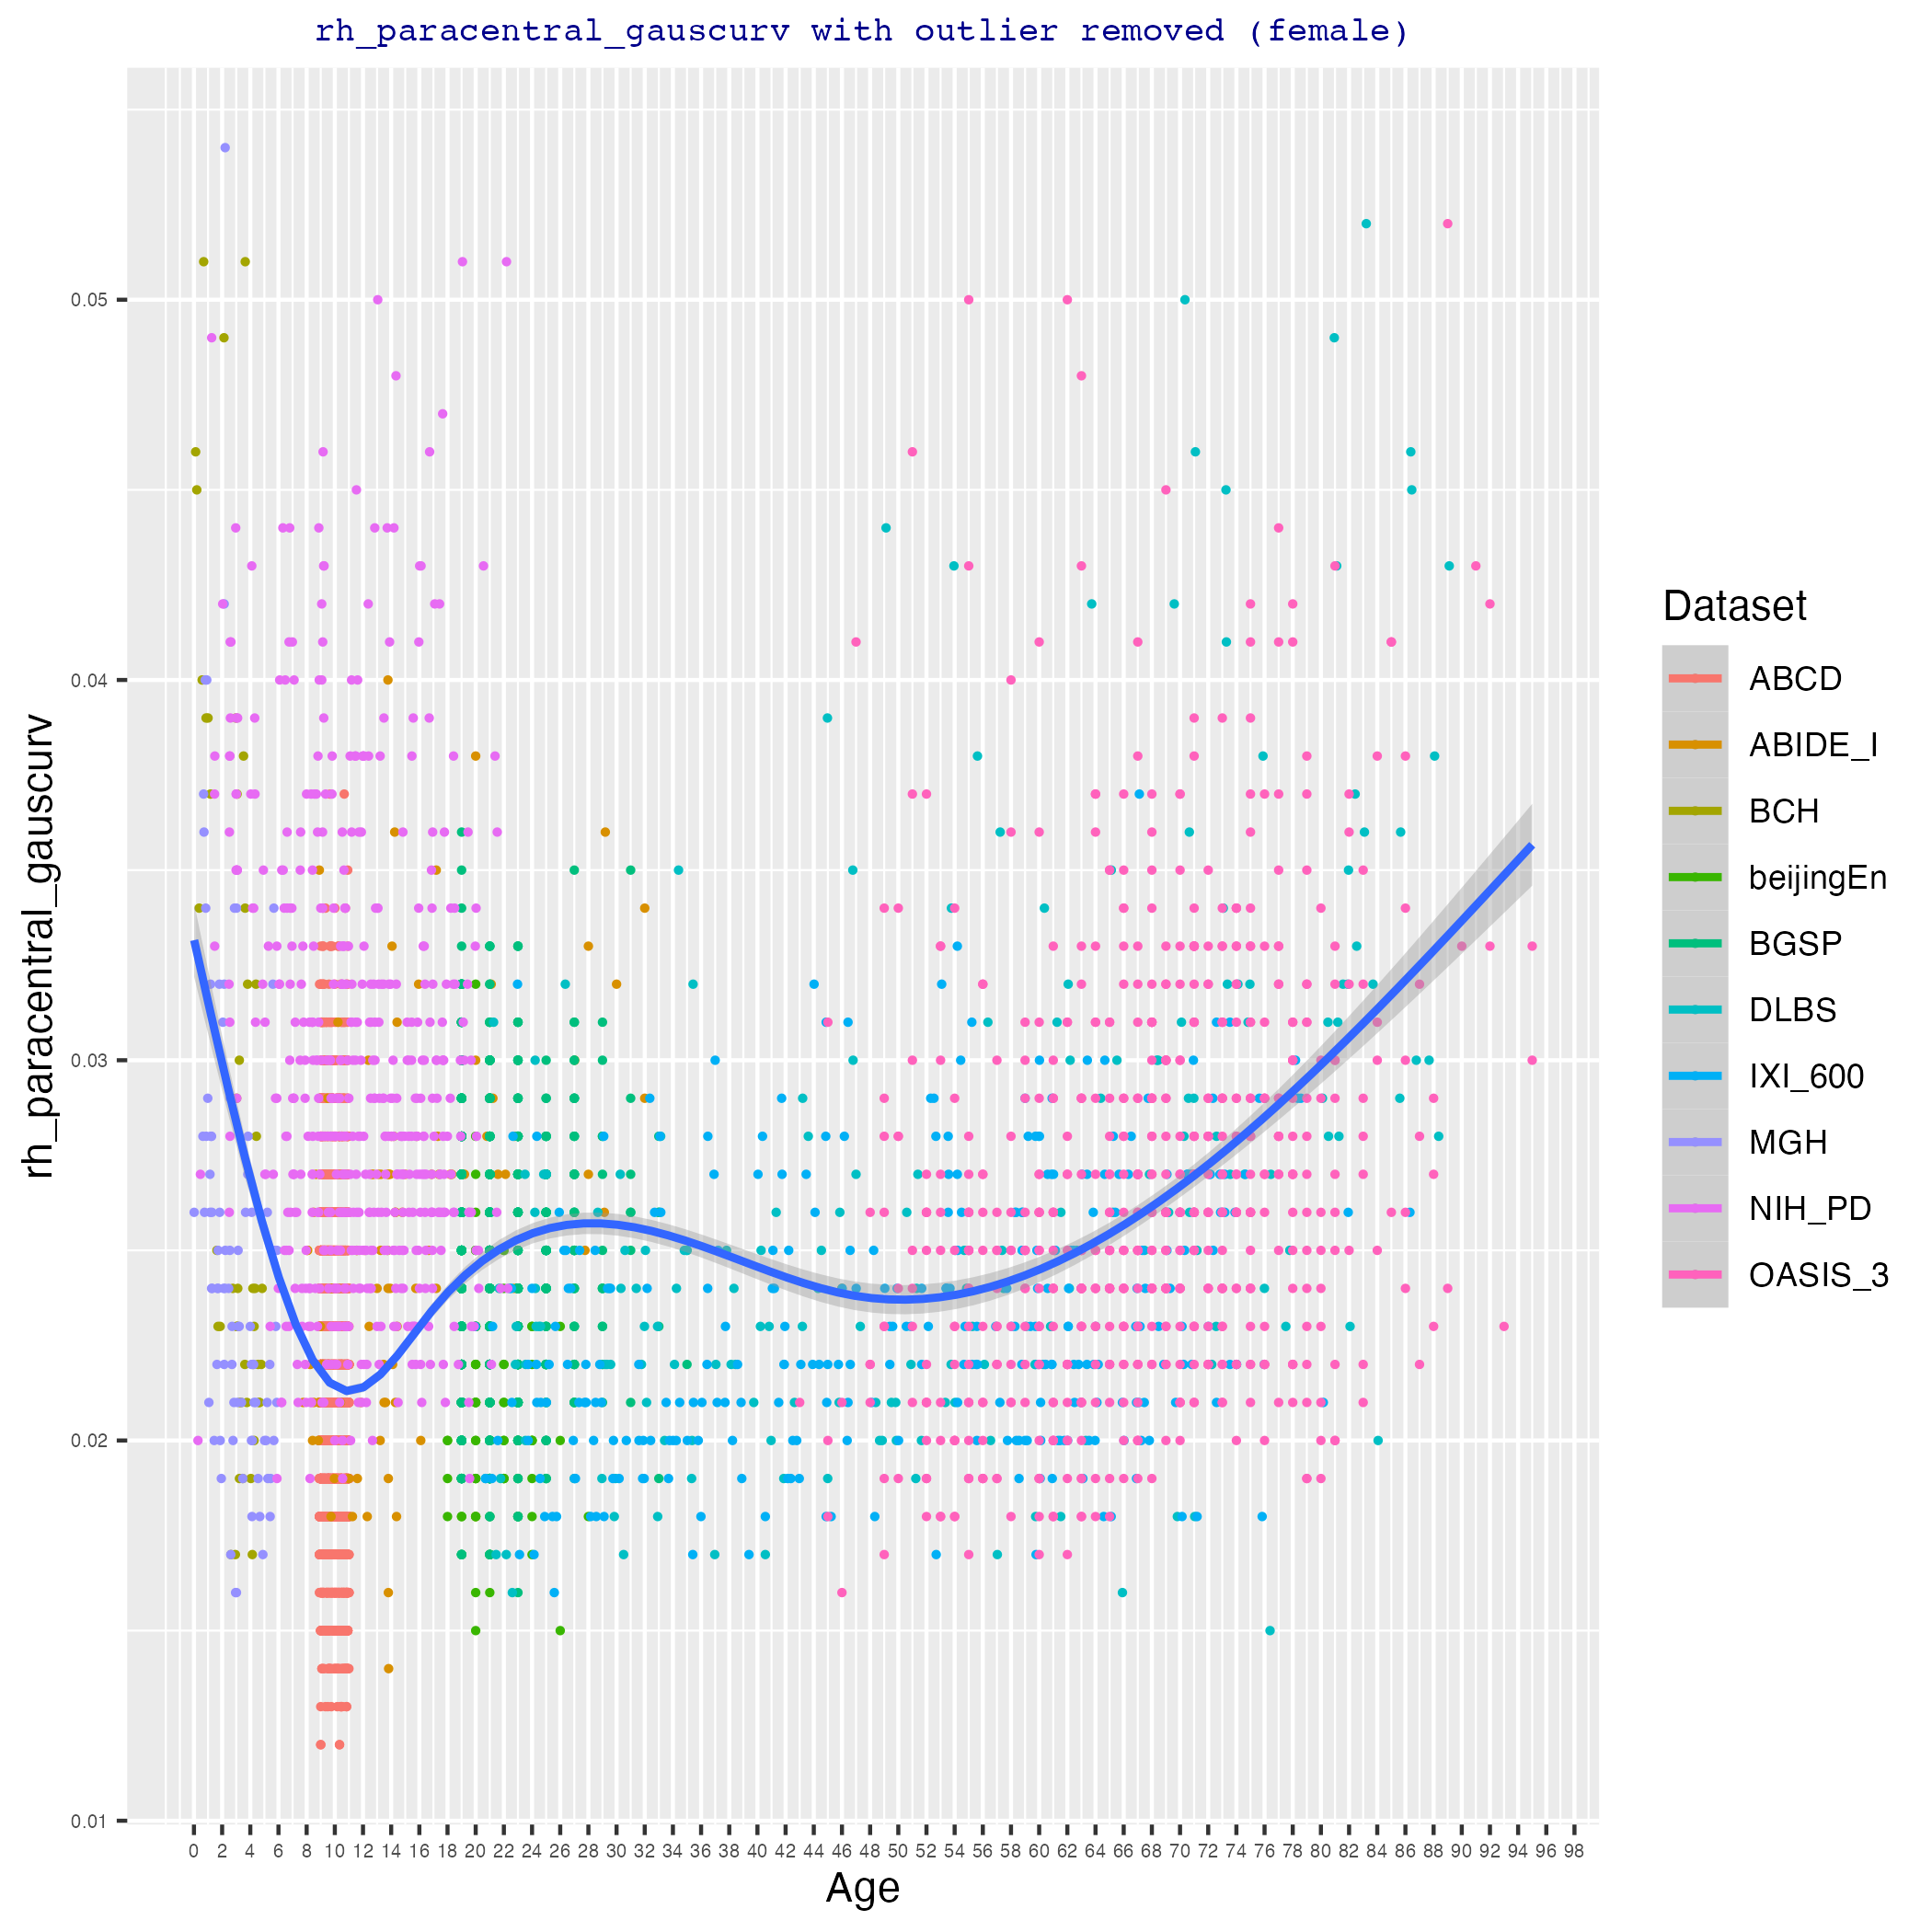 rh_paracentral_gauscurv with outlier removed (female)
rh_paracentral_gauscurv
0.05
0.04
0.03
0.02
0.01
0 2 4 6 8 10 12 14 16 18 20 22 24 26 28 30 32 34 36 38 40 42 44 46 48 50 52 54 56 58 60 62 64 66 68 70 72 74 76 78 80 82 84 86 88 90 92 94 96 98
Age
Dataset
ABCD
ABIDE_I
BCH
beijingEn
BGSP
DLBS
IXI_600
MGH
NIH_PD
OASIS_3